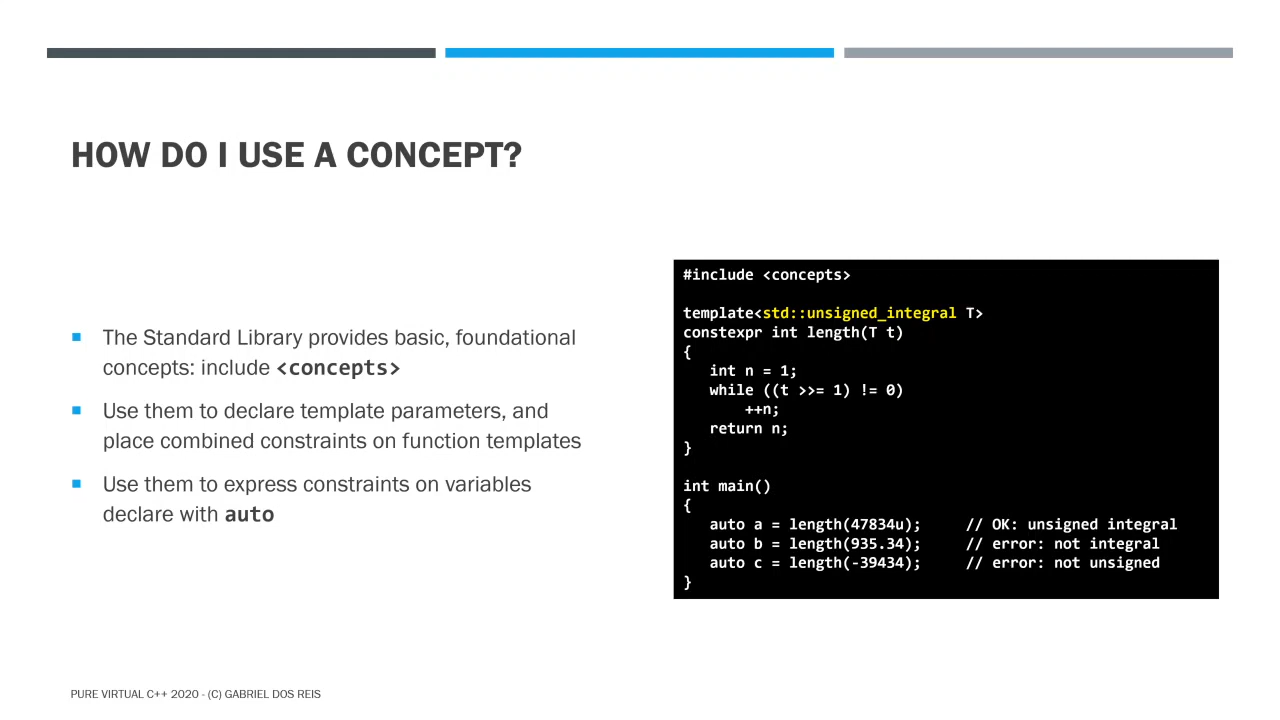 HOW DO I USE A CONCEPT?
The Standard Library provides basic, foundational
concepts: include <concepts>
Use them to declare template parameters, and
place combined constraints on function templates
Use them to express constraints on variables
declare with auto
#include <concepts>
template<std::unsigned_integral T>
constexpr int length(T t)
{
   int n = 1;
   while ((t >>= 1) != 0)
       ++n;
   return n;
}
int main()
{
   auto a = length(47834u);     // OK: unsigned integral
   auto b = length(935.34);     // error: not integral
   auto c = length(-39434);     // error: not unsigned
}
PURE VIRTUAL C++ 2020 - (C) GABRIEL DOS REIS